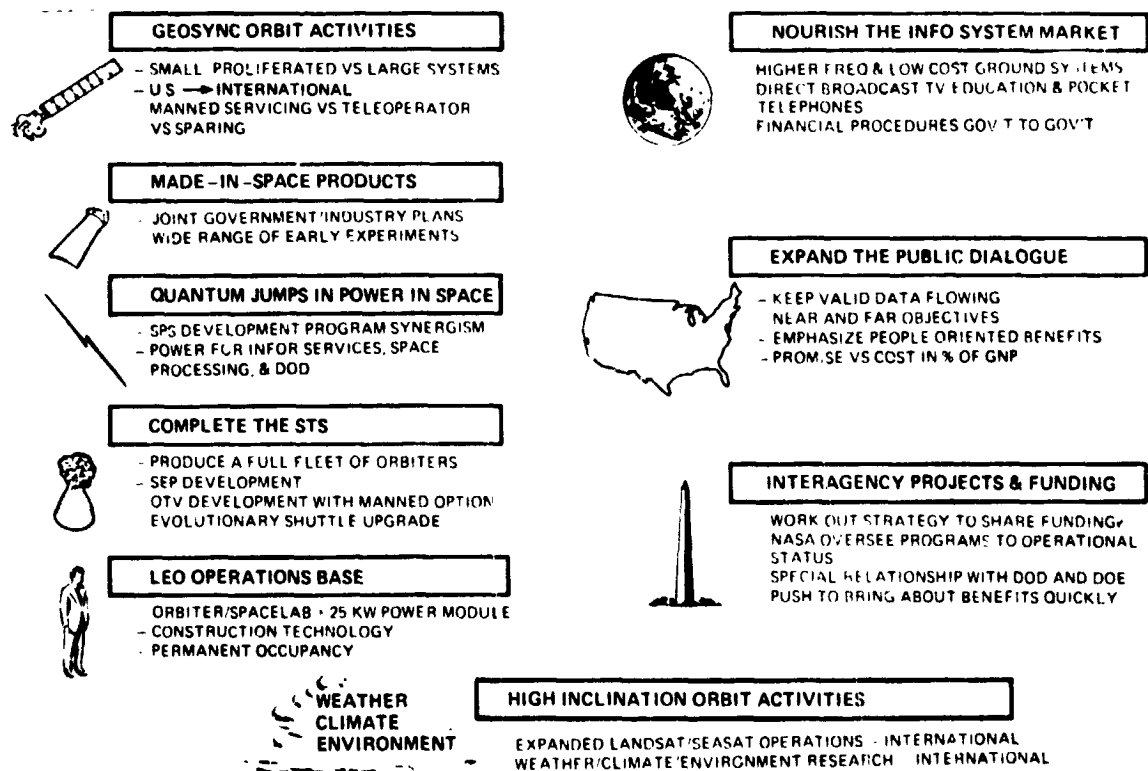 GEOSYNC ORBIT ACTIVITIES
- SMALL PROLIFERATED VS LARGE SYSTEMS
- U S → INTERNATIONAL
MANNED SERVICING VS TELEOPERATOR
VS SPARING
MADE-IN-SPACE PRODUCTS
- JOINT GOVERNMENT/INDUSTRY PLANS
WIDE RANGE OF EARLY EXPERIMENTS
QUANTUM JUMPS IN POWER IN SPACE
- SPS DEVELOPMENT PROGRAM SYNERGISM
- POWER FOR INFOR SERVICES, SPACE
PROCESSING, & DOD
COMPLETE THE STS
- PRODUCE A FULL FLEET OF ORBITERS
- SEP DEVELOPMENT
OTV DEVELOPMENT WITH MANNED OPTION
EVOLUTIONARY SHUTTLE UPGRADE
LEO OPERATIONS BASE
ORBITER/SPACELAB + 25 KW POWER MODULE
- CONSTRUCTION TECHNOLOGY
- PERMANENT OCCUPANCY
NOURISH THE INFO SYSTEM MARKET
HIGHER FREQ & LOW COST GROUND SYSTEMS
DIRECT BROADCAST TV EDUCATION & POCKET
TELEPHONES
FINANCIAL PROCEDURES GOV'T TO GOV'T
EXPAND THE PUBLIC DIALOGUE
- KEEP VALID DATA FLOWING
NEAR AND FAR OBJECTIVES
- EMPHASIZE PEOPLE ORIENTED BENEFITS
- PROMISE VS COST IN % OF GNP
INTERAGENCY PROJECTS & FUNDING
WORK OUT STRATEGY TO SHARE FUNDING
NASA OVERSEE PROGRAMS TO OPERATIONAL
STATUS
SPECIAL RELATIONSHIP WITH DOD AND DOE
PUSH TO BRING ABOUT BENEFITS QUICKLY
WEATHER
CLIMATE
ENVIRONMENT
HIGH INCLINATION ORBIT ACTIVITIES
EXPANDED LANDSAT/SEASAT OPERATIONS - INTERNATIONAL
WEATHER/CLIMATE/ENVIRONMENT RESEARCH INTERNATIONAL